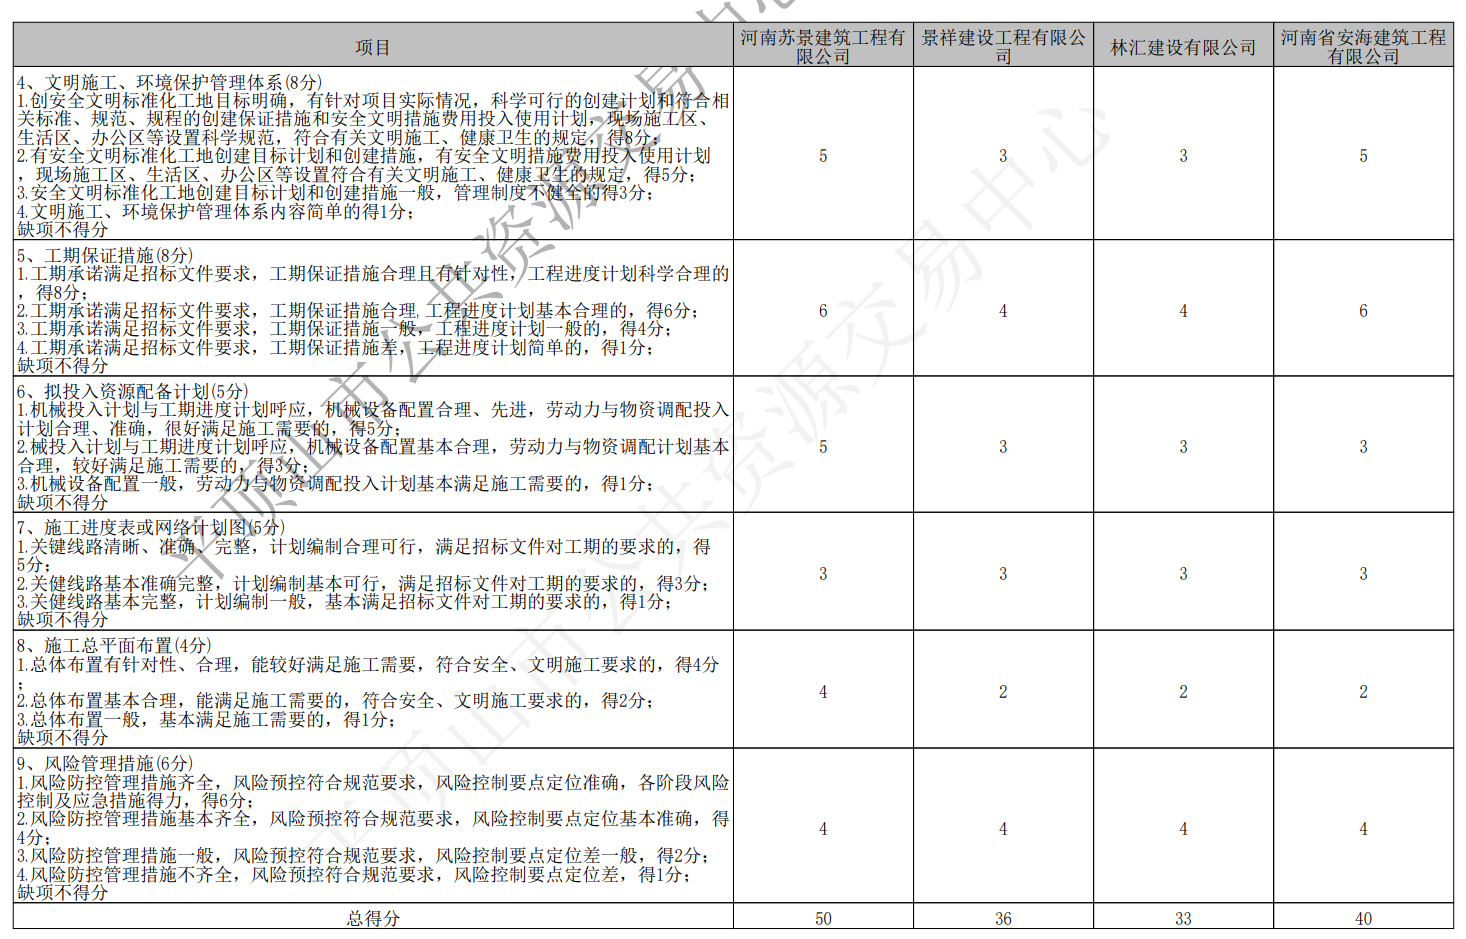 项目
河南苏景建筑工程有
限公司
景祥建设工程有限公
司
林汇建设有限公司
河南省安海建筑工程
有限公司
4、文明施工、环境保护管理体系(8分)
1.创安全文明标准化工地目标明确，有针对项目实际情况，科学可行的创建计划和符合相
关标准、规范、规程的创建保证措施和安全文明措施费用投入使用计划，现场施工区、
生活区、办公区等设置科学规范，符合有关文明施工、健康卫生的规定，得8分；
2.有安全文明标准化工地创建目标计划和创建措施，有安全文明措施费用投入使用计划
，现场施工区、生活区、办公区等设置符合有关文明施工、健康卫生的规定，得5分；
3.安全文明标准化工地创建目标计划和创建措施一般，管理制度不健全的得3分；
4.文明施工、环境保护管理体系内容简单的得1分；
缺项不得分
5
3
3
5
5、工期保证措施(8分)
1.工期承诺满足招标文件要求，工期保证措施合理且有针对性，工程进度计划科学合理的
，得8分；
2.工期承诺满足招标文件要求，工期保证措施合理,工程进度计划基本合理的，得6分；
3.工期承诺满足招标文件要求，工期保证措施一般，工程进度计划一般的，得4分；
4.工期承诺满足招标文件要求，工期保证措施差，工程进度计划简单的，得1分；
缺项不得分
6
4
4
6
6、拟投入资源配备计划(5分)
1.机械投入计划与工期进度计划呼应，机械设备配置合理、先进，劳动力与物资调配投入
计划合理、准确，很好满足施工需要的，得5分；
2.械投入计划与工期进度计划呼应，机械设备配置基本合理，劳动力与物资调配计划基本
合理，较好满足施工需要的，得3分；
3.机械设备配置一般，劳动力与物资调配投入计划基本满足施工需要的，得1分；
缺项不得分
5
3
3
3
7、施工进度表或网络计划图(5分)
1.关键线路清晰、准确、完整，计划编制合理可行，满足招标文件对工期的要求的，得
5分；
2.关健线路基本准确完整，计划编制基本可行，满足招标文件对工期的要求的，得3分；
3.关健线路基本完整，计划编制一般，基本满足招标文件对工期的要求的，得1分；
缺项不得分
3
3
3
3
8、施工总平面布置(4分)
1.总体布置有针对性、合理，能较好满足施工需要，符合安全、文明施工要求的，得4分
；
2.总体布置基本合理，能满足施工需要的，符合安全、文明施工要求的，得2分；
3.总体布置一般，基本满足施工需要的，得1分；
缺项不得分
4
2
2
2
9、风险管理措施(6分)
1.风险防控管理措施齐全，风险预控符合规范要求，风险控制要点定位准确，各阶段风险
控制及应急措施得力，得6分；
2.风险防控管理措施基本齐全，风险预控符合规范要求，风险控制要点定位基本准确，得
4分；
3.风险防控管理措施一般，风险预控符合规范要求，风险控制要点定位差一般，得2分；
4.风险防控管理措施不齐全，风险预控符合规范要求，风险控制要点定位差，得1分；
缺项不得分
4
4
4
4
总得分
50
36
33
40
平顶山市公共资源交易中心
平顶山市公共资源交易中心